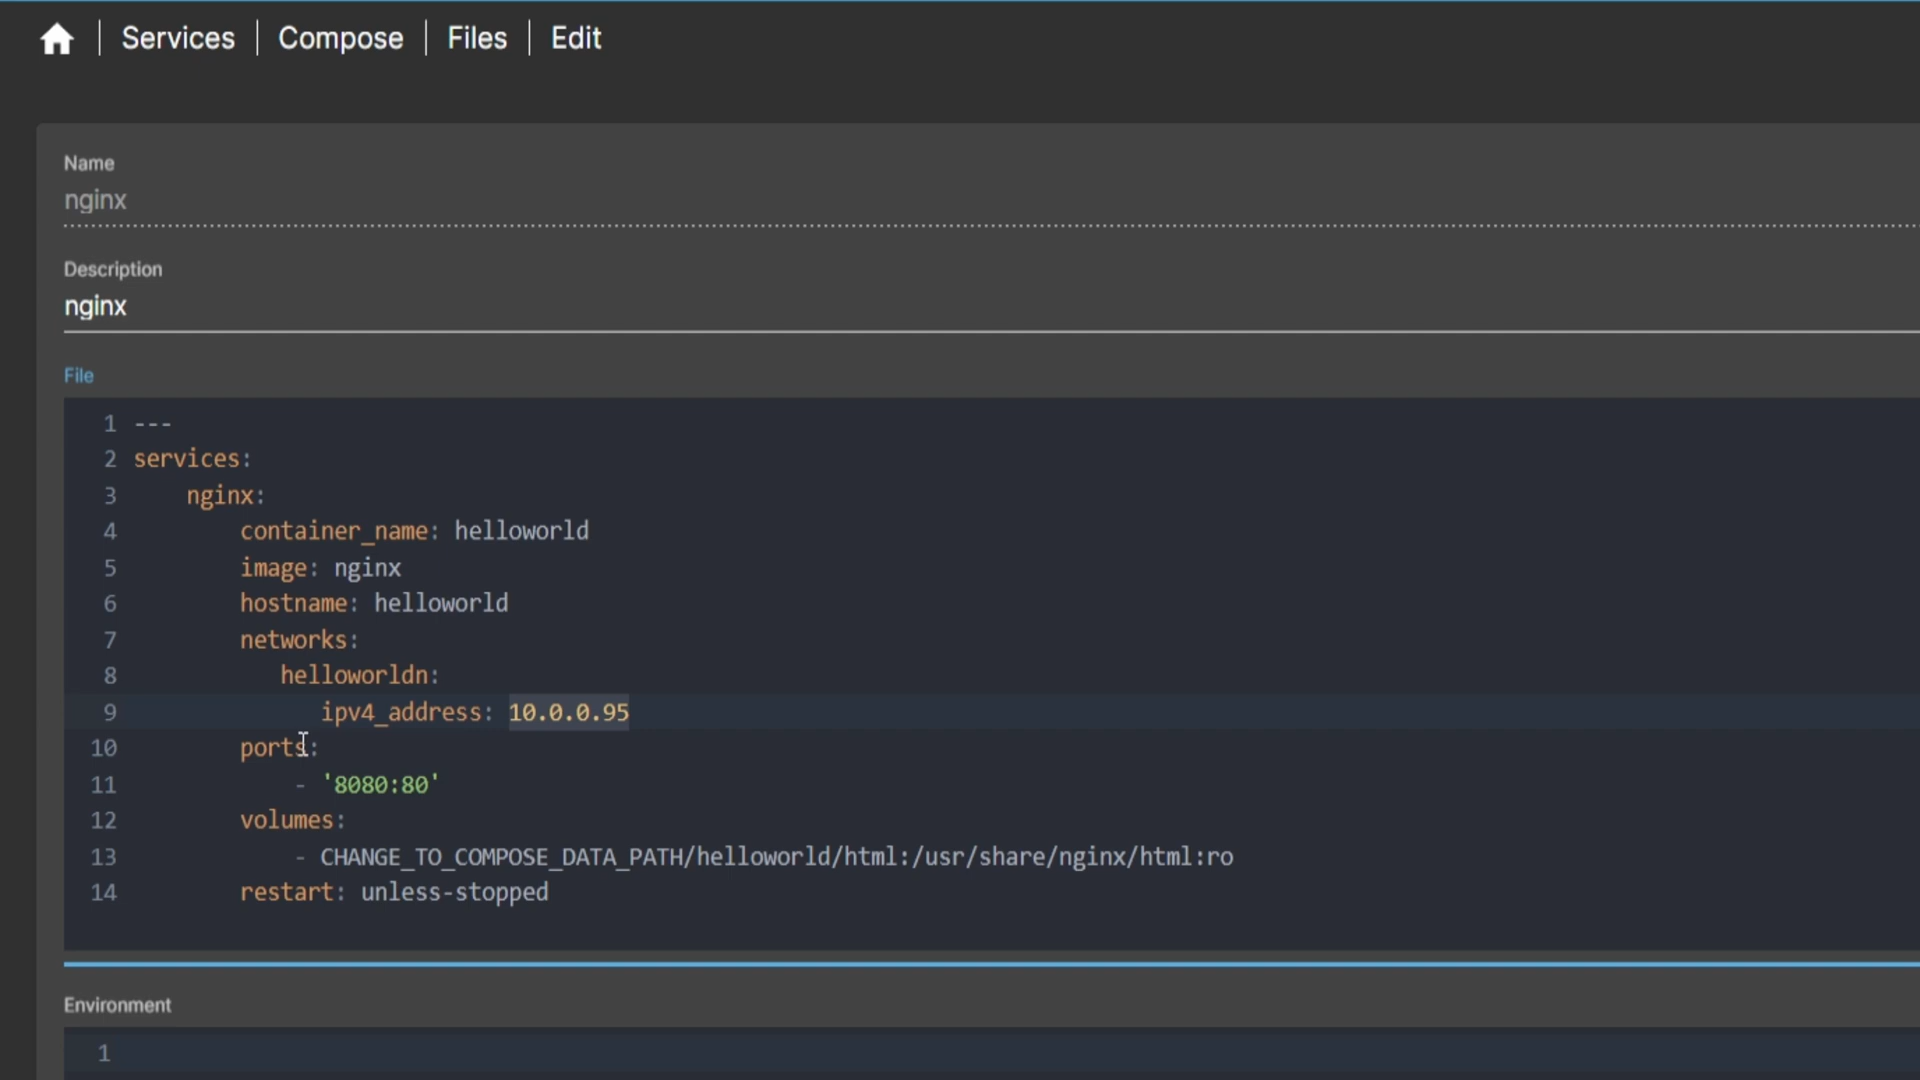 Services | Compose | Files | Edit
Name
nginx
Description
nginx
File
1 ---
2 services:
3     nginx:
4         container_name: helloworld
5         image: nginx
6         hostname: helloworld
7         networks:
8            helloworldn:
9               ipv4_address: 10.0.0.95
10         ports:
11             - '8080:80'
12         volumes:
13             - CHANGE_TO_COMPOSE_DATA_PATH/helloworld/html:/usr/share/nginx/html:ro
14         restart: unless-stopped
Environment
1